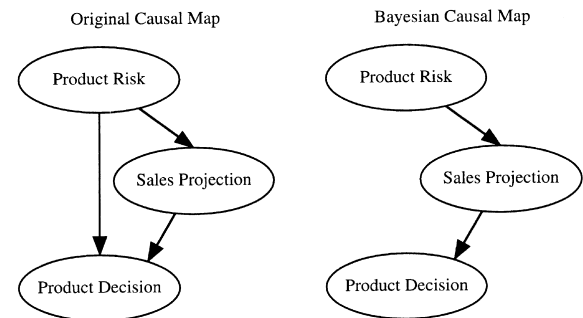 Original Causal Map
Bayesian Causal Map
Product Risk
Product Risk
Sales Projection
Sales Projection
Product Decision
Product Decision